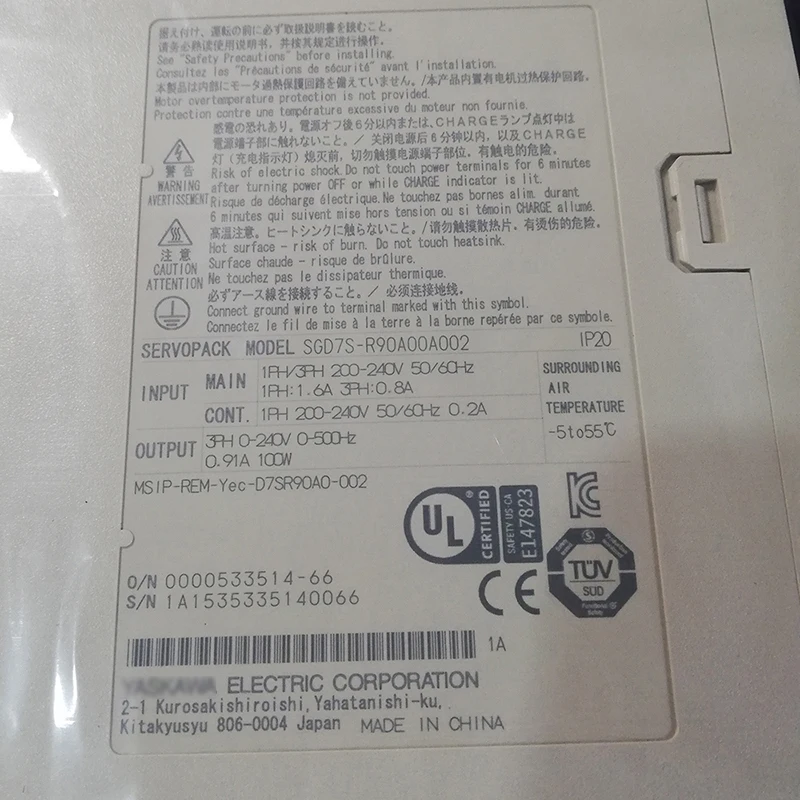 据え付け、運転の前に必ず取扱説明書を読むこと。
请务必熟读使用说明书，并按其规定进行操作。
See "Safety Precautions" before installing.
Consultez les "Précautions de sécurité" avant l'installation.
本製品は内部にモータ過熱保護回路を備えていません。/本产品内置有电机过热保护回路.
Motor overtemperature protection is not provided.
Protection contre une température excessive du moteur non fournie.
感電の恐れあり。電源オフ後6分以内または、CHARGEランプ点灯中は
電源端子部に触れないこと。／ 关闭电源后6分钟以内，以及CHARGE
灯（充电指示灯）熄灭前，切勿触摸电源端子部位，有触电的危险。
Risk of electric shock. Do not touch power terminals for 6 minutes
after turning power OFF or while CHARGE indicator is lit.
Risque de décharge électrique. Ne touchez pas bornes alim. durant
6 minutes qui suivent mise hors tension ou si témoin CHARGE allumé.
警 告
WARNING
AVERTISSEMENT
高温注意。ヒートシンクに触らないこと。／请勿触摸散热片，有烫伤的危险。
Hot surface - risk of burn. Do not touch heatsink.
Surface chaude - risque de brûlure.
Ne touchez pas le dissipateur thermique.
注 意
CAUTION
ATTENTION
必ずアース線を接続すること。／ 必须连接地线。
Connect ground wire to terminal marked with this symbol.
Connectez le fil de mise à la terre à la borne repérée par ce symbole.
SERVOPACK MODEL SGD7S-R90A00A002 IP20
INPUT MAIN 1PH/3PH 200-240V 50/60Hz
1PH:1.6A 3PH:0.8A
CONT. 1PH 200-240V 50/60Hz 0.2A
OUTPUT 3PH 0-240V 0-500Hz
0.91A 100W
SURROUNDING
AIR
TEMPERATURE
-5to55℃
MSIP-REM-Yec-D7SR90A0-002
UL ®
CERTIFIED
SAFETY US-CA
E147823
KC
CE
TÜV
SÜD
Functional
Safety
O/N 0000533514-66
S/N 1A1535335140066
1A
YASKAWA ELECTRIC CORPORATION
2-1 Kurosakishiroishi, Yahatanishi-ku,
Kitakyusyu 806-0004 Japan MADE IN CHINA